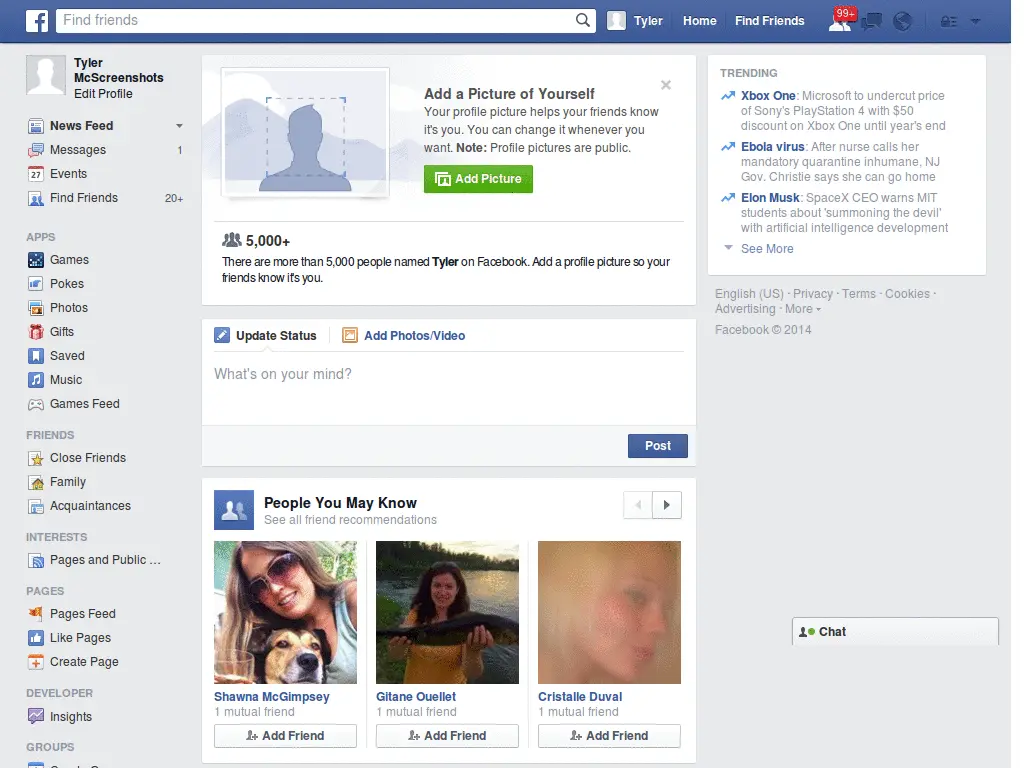 f
Find friends
Tyler
Home
Find Friends
99+
Tyler
McScreenshots
Edit Profile
News Feed
Messages 1
Events
Find Friends 20+
APPS
Games
Pokes
Photos
Gifts
Saved
Music
Games Feed
FRIENDS
Close Friends
Family
Acquaintances
INTERESTS
Pages and Public ...
PAGES
Pages Feed
Like Pages
Create Page
DEVELOPER
Insights
GROUPS
Add a Picture of Yourself
Your profile picture helps your friends know
it's you. You can change it whenever you
want. Note: Profile pictures are public.
Add Picture
5,000+
There are more than 5,000 people named Tyler on Facebook. Add a profile picture so your
friends know it's you.
Update Status
Add Photos/Video
What's on your mind?
Post
People You May Know
See all friend recommendations
Shawna McGimpsey
1 mutual friend
Add Friend
Gitane Ouellet
1 mutual friend
Add Friend
Cristalle Duval
1 mutual friend
Add Friend
TRENDING
Xbox One: Microsoft to undercut price
of Sony's PlayStation 4 with $50
discount on Xbox One until year's end
Ebola virus: After nurse calls her
mandatory quarantine inhumane, NJ
Gov. Christie says she can go home
Elon Musk: SpaceX CEO warns MIT
students about 'summoning the devil'
with artificial intelligence development
See More
English (US) · Privacy · Terms · Cookies ·
Advertising · More
Facebook © 2014
Chat